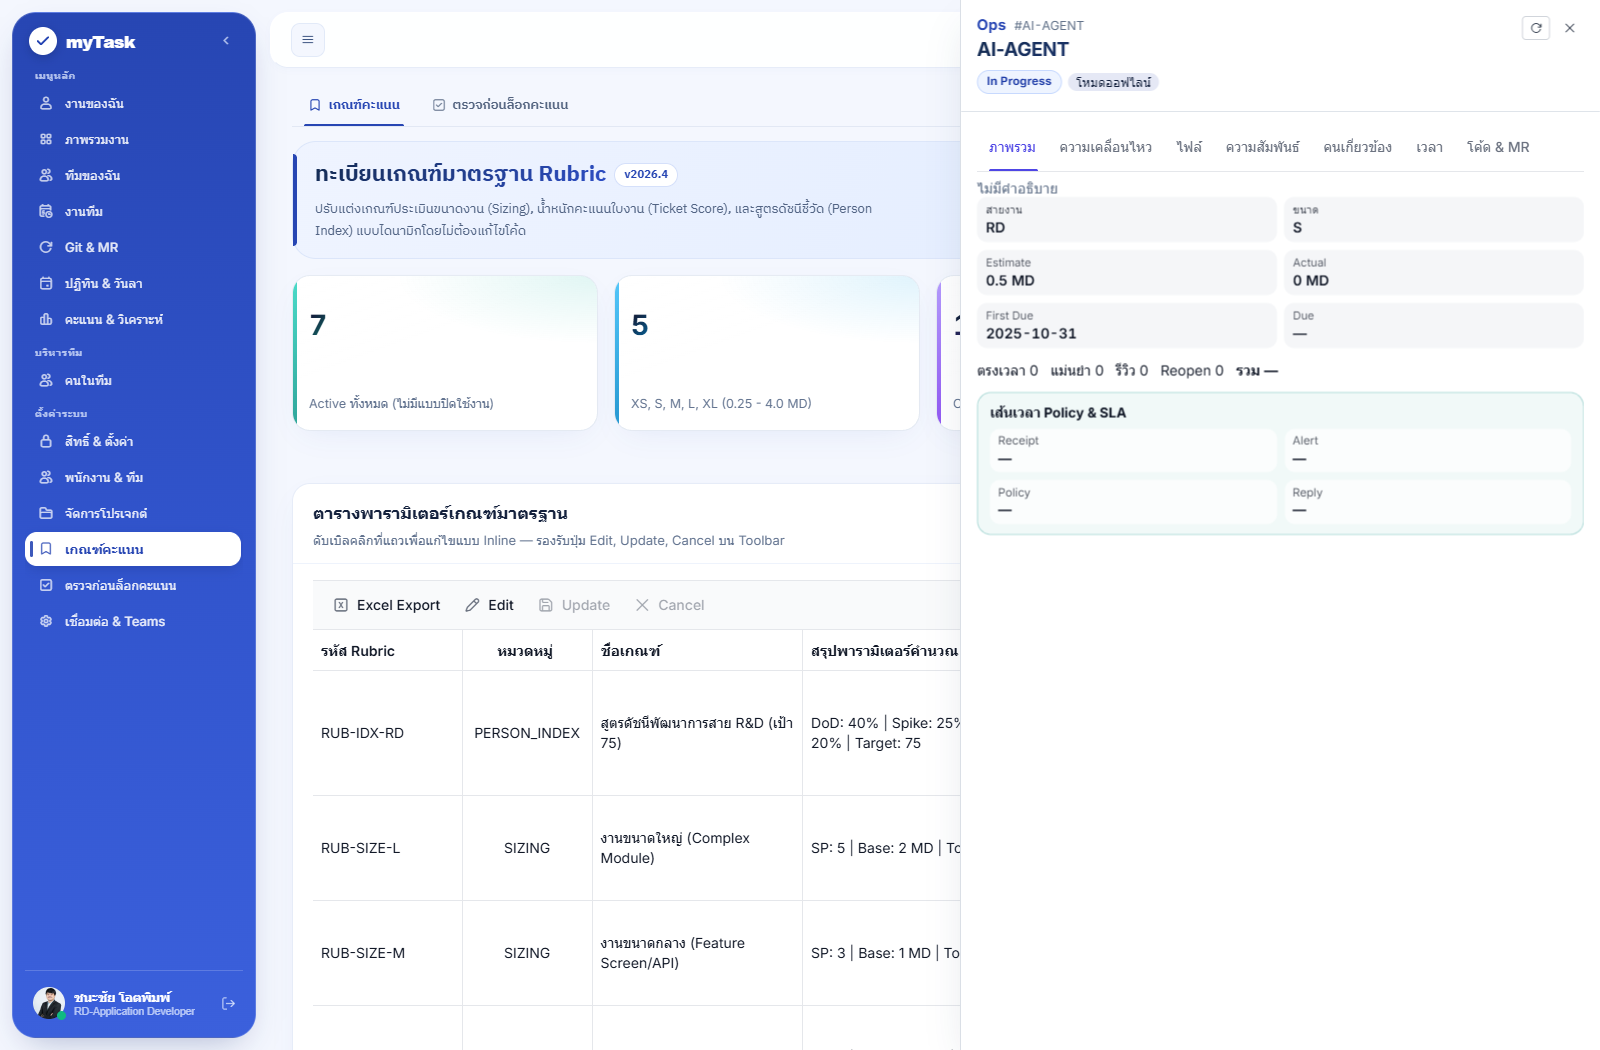 myTask
เมนูหลัก
งานของฉัน
ภาพรวมงาน
ทีมของฉัน
งานทีม
Git & MR
ปฏิทิน & วันลา
คะแนน & วิเคราะห์
บริหารทีม
คนในทีม
ตั้งค่าระบบ
สิทธิ์ & ตั้งค่า
พนักงาน & ทีม
จัดการโปรเจกต์
เกณฑ์คะแนน
ตรวจก่อนล็อกคะแนน
เชื่อมต่อ & Teams
ชนะชัย โอตพิมพ์
RD-Application Developer
เกณฑ์คะแนน
ตรวจก่อนล็อกคะแนน
ทะเบียนเกณฑ์มาตรฐาน Rubric v2026.4
ปรับแต่งเกณฑ์ประเมินขนาดงาน (Sizing), น้ำหนักคะแนนใบงาน (Ticket Score), และสูตรดัชนีชี้วัด (Person
Index) แบบไดนามิกโดยไม่ต้องแก้ไขโค้ด
7
Active ทั้งหมด (ไม่มีแบบปิดใช้งาน)
5
XS, S, M, L, XL (0.25 - 4.0 MD)
ตารางพารามิเตอร์เกณฑ์มาตรฐาน
ดับเบิลคลิกที่แถวเพื่อแก้ไขแบบ Inline — รองรับปุ่ม Edit, Update, Cancel บน Toolbar
Excel Export Edit Update Cancel
รหัส Rubric หมวดหมู่ ชื่อเกณฑ์ สรุปพารามิเตอร์คำนวณ
RUB-IDX-RD PERSON_INDEX สูตรดัชนีพัฒนาการสาย R&D (เป้า
75) DoD: 40% | Spike: 25%
20% | Target: 75
RUB-SIZE-L SIZING งานขนาดใหญ่ (Complex
Module) SP: 5 | Base: 2 MD | To
RUB-SIZE-M SIZING งานขนาดกลาง (Feature
Screen/API) SP: 3 | Base: 1 MD | To
Ops #AI-AGENT
AI-AGENT
In Progress โหมดออฟไลน์
ภาพรวม ความเคลื่อนไหว ไฟล์ ความสัมพันธ์ คนเกี่ยวข้อง เวลา โค้ด & MR
ไม่มีคำอธิบาย
สายงาน
RD
ขนาด
S
Estimate
0.5 MD
Actual
0 MD
First Due
2025-10-31
Due
—
ตรงเวลา 0 แม่นยำ 0 รีวิว 0 Reopen 0 รวม —
เส้นเวลา Policy & SLA
Receipt
—
Alert
—
Policy
—
Reply
—